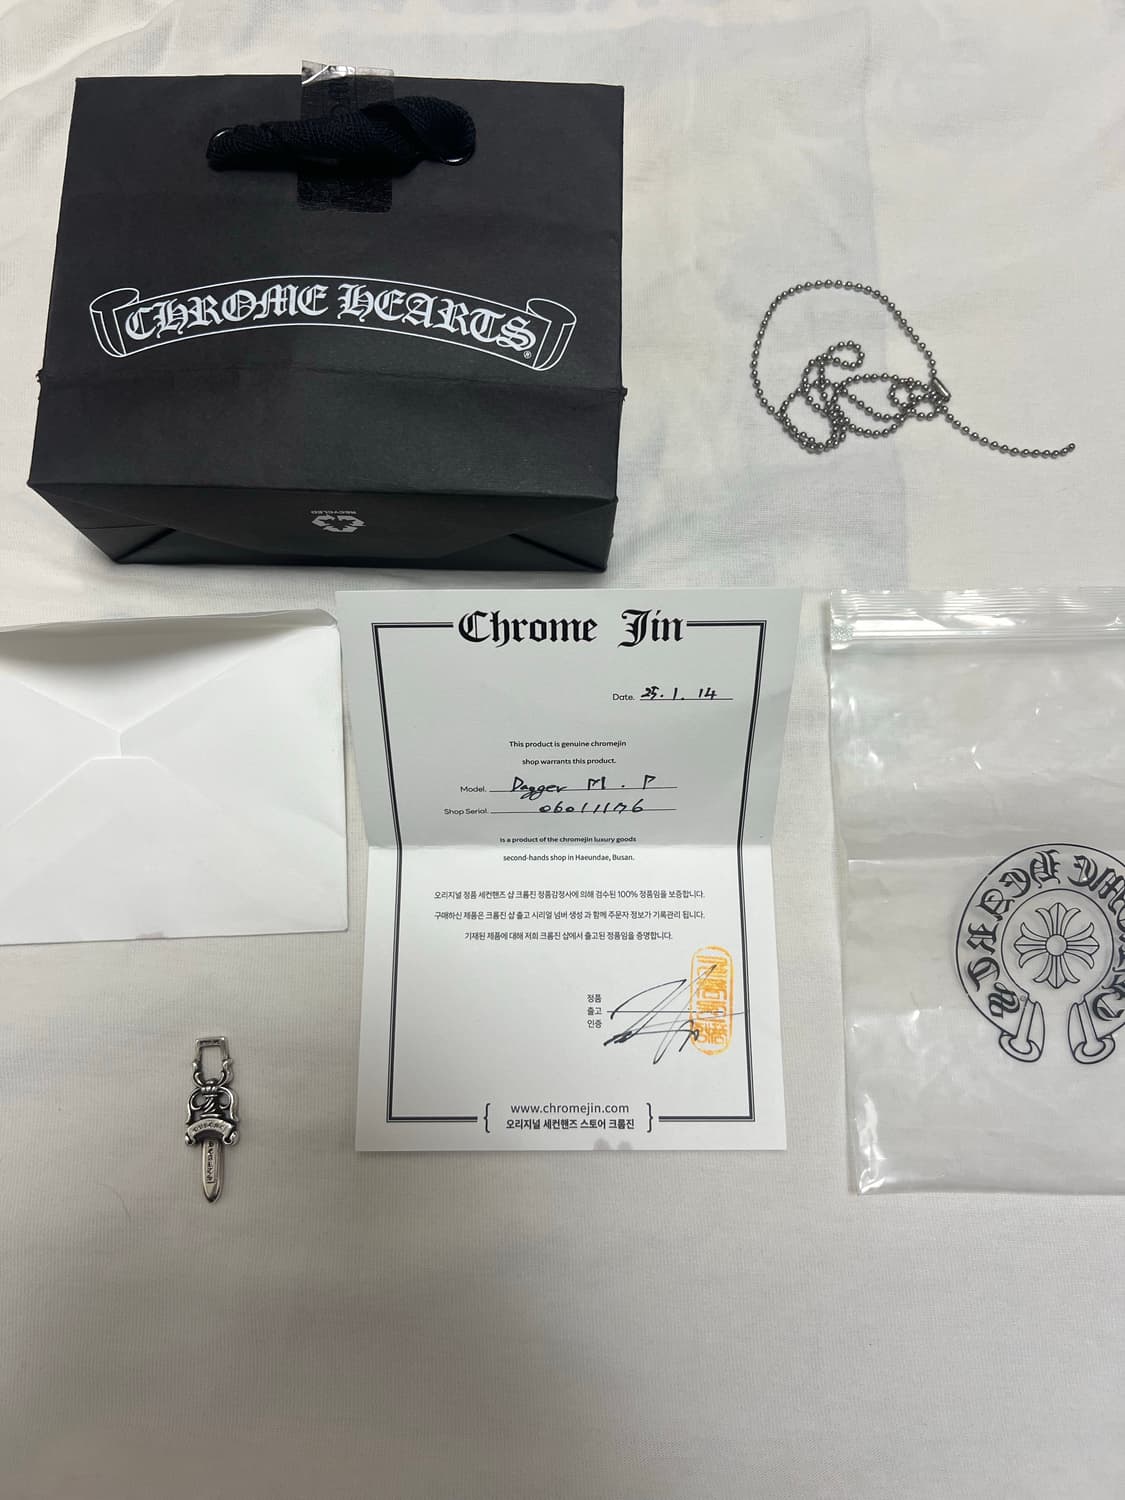 CHROME HEARTS
RECYCLED
Chrome Jin
Date. 25. 1. 14
This product is genuine chromejin
shop warrants this product.
Model. Dagger M.P
Shop Serial.
is a product of the chromejin luxury goods
second-hands shop in Haeundae, Busan.
오리지널 정품 세컨핸즈 샵 크롬진 정품감정사에 의해 검수된 100% 정품임을 보증합니다.
구매하신 제품은 크롬진 샵 출고 시리얼 넘버 생성 과 함께 주문자 정보가 기록관리 됩니다.
기재된 제품에 대해 저희 크롬진 샵에서 출고된 정품임을 증명합니다.
정품
출고
인증
www.chromejin.com
오리지널 세컨핸즈 스토어 크롬진